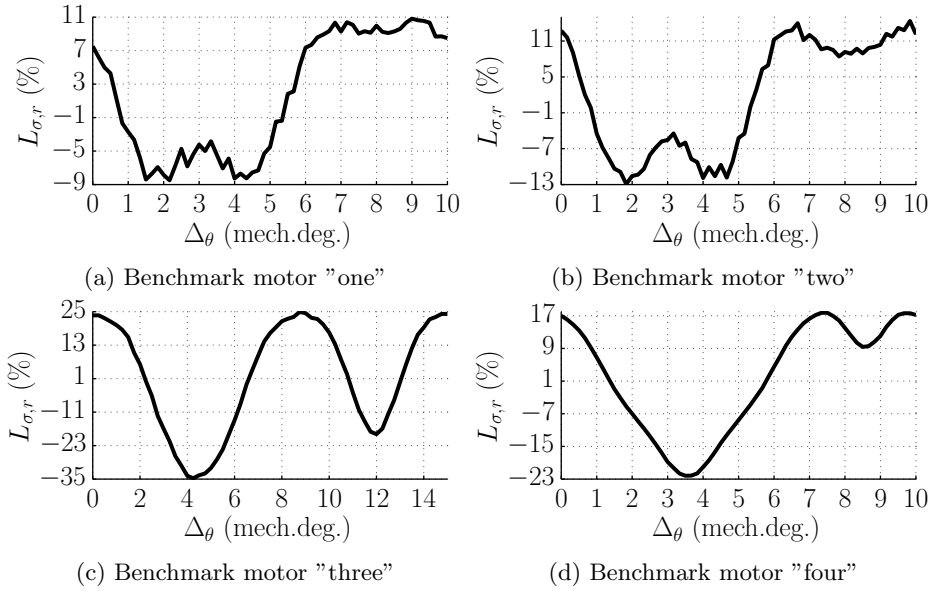 11
7
3
−1
−5
−9
L_{σ,r} (%)
0 1 2 3 4 5 6 7 8 9 10
Δ_θ (mech.deg.)
(a) Benchmark motor ”one”
11
5
−1
−7
−13
L_{σ,r} (%)
0 1 2 3 4 5 6 7 8 9 10
Δ_θ (mech.deg.)
(b) Benchmark motor ”two”
25
13
1
−11
−23
−35
L_{σ,r} (%)
0 2 4 6 8 10 12 14
Δ_θ (mech.deg.)
(c) Benchmark motor ”three”
17
9
1
−7
−15
−23
L_{σ,r} (%)
0 1 2 3 4 5 6 7 8 9 10
Δ_θ (mech.deg.)
(d) Benchmark motor ”four”